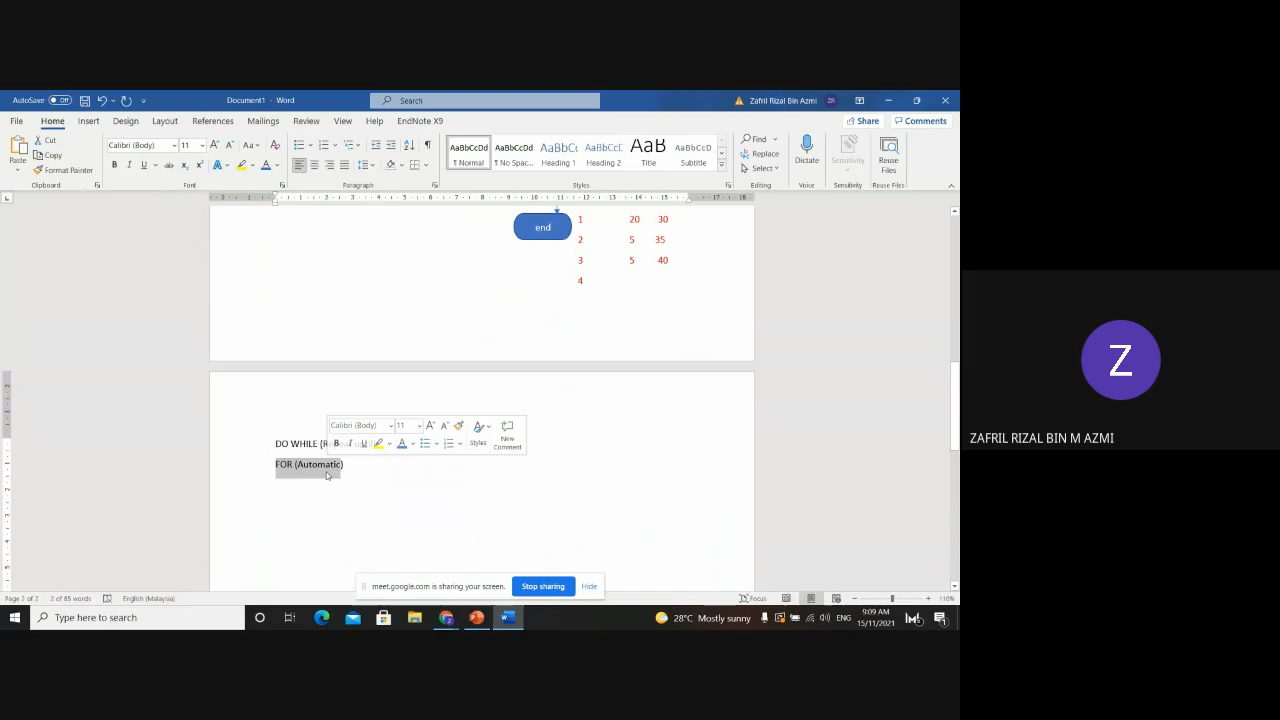 AutoSave Off Document1 - Word Search Zafril Rizal Bin Azmi ZR
File Home Insert Design Layout References Mailings Review View Help EndNote X9 Share Comments
Paste Cut Copy Format Painter
Calibri (Body) 11
AaBbCcDd AaBbCcDd AaBbCc AaBbCcC AaB AaBbCcD
¶ Normal ¶ No Spac... Heading 1 Heading 2 Title Subtitle
Find Replace Select
Dictate Sensitivity Reuse Files
Clipboard Font Paragraph Styles Editing Voice Sensitivity Reuse Files
end
1 20 30
2 5 35
3 5 40
4
Calibri (Body) 11
B I U A Styles New Comment
DO WHILE (R
FOR (Automatic)
meet.google.com is sharing your screen. Stop sharing Hide
Page 2 of 2 2 of 85 words English (Malaysia) Focus 110%
Type here to search
28°C Mostly sunny ENG 9:09 AM 15/11/2021
Z
ZAFRIL RIZAL BIN M AZMI